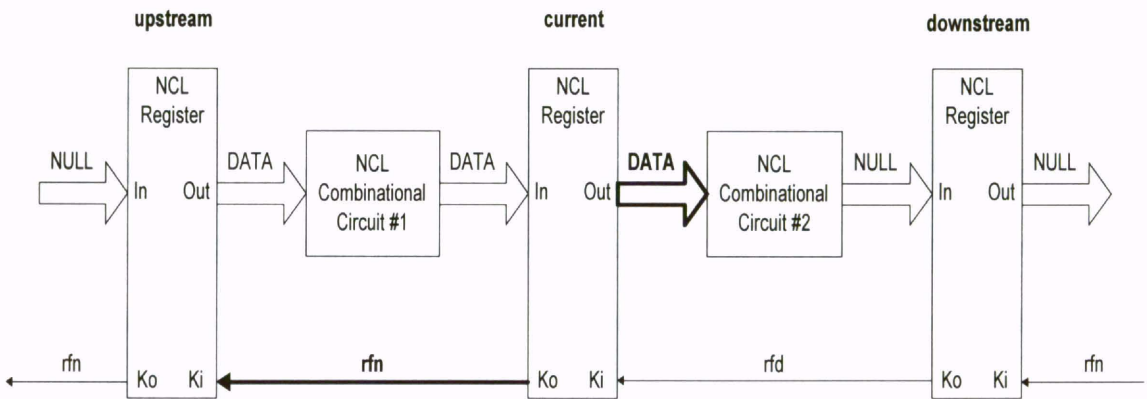 upstream
current
downstream
NCL
Register
NCL
Register
NCL
Register
NULL
DATA
NCL
Combinational
Circuit #1
DATA
DATA
NCL
Combinational
Circuit #2
NULL
NULL
In Out
In Out
In Out
rfn
Ko Ki
rfn
Ko Ki
rfd
Ko Ki
rfn